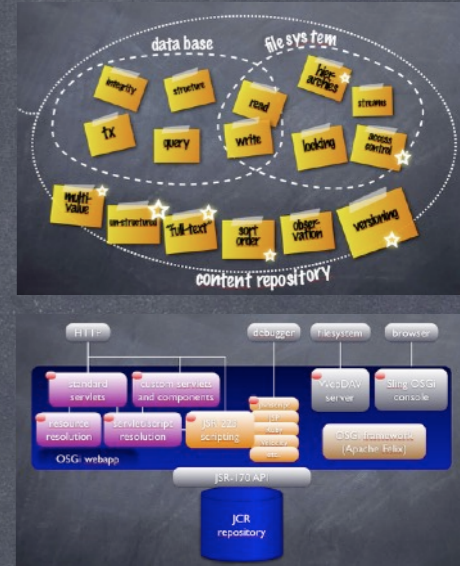 data base
file system
integrity
structure
read
hier-
archies
streams
tx
query
write
locking
access
control
multi-
value
un-structured
"full-text"
sort
order
obser-
vation
versioning
content repository
HTTP
debugger
filesystem
browser
standard
servlets
custom servlets
and components
WebDAV
server
Sling OSGi
console
resource
resolution
servlet/script
resolution
JSR-223
scripting
velocity
etc.
OSGi framework
(Apache Felix)
OSGi webapp
JSR-170 API
JCR
repository